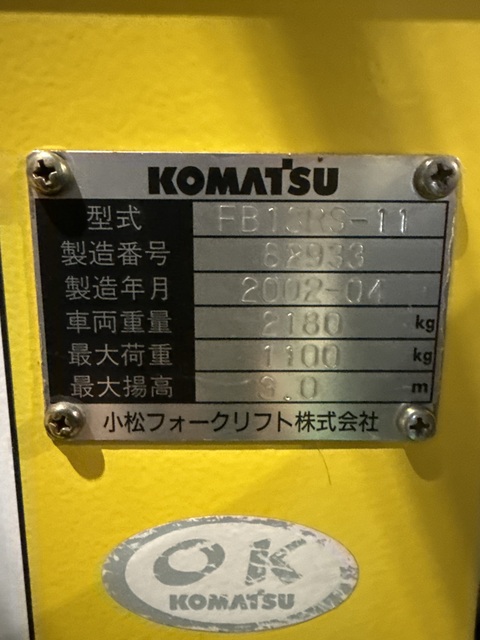 KOMATSU
型式
製造番号
製造年月 2002-04
車両重量 2180 kg
最大荷重 1100 kg
最大揚高 3.0 m
小松フォークリフト株式会社
OK
KOMATSU